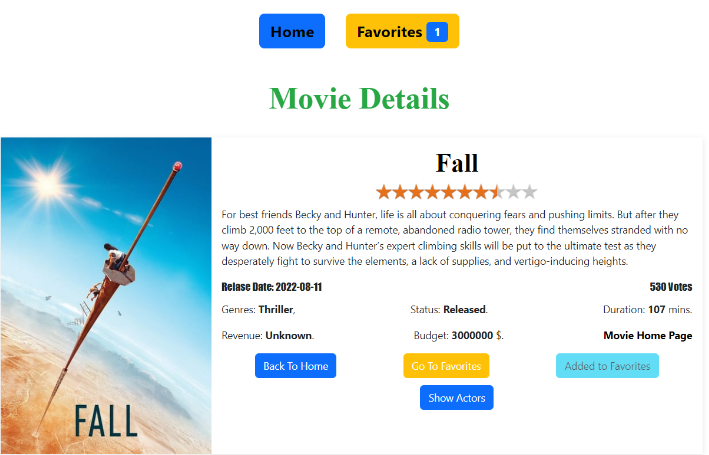 Home Favorites 1
Movie Details
Fall
For best friends Becky and Hunter, life is all about conquering fears and pushing limits. But after they
climb 2,000 feet to the top of a remote, abandoned radio tower, they find themselves stranded with no
way down. Now Becky and Hunter's expert climbing skills will be put to the ultimate test as they
desperately fight to survive the elements, a lack of supplies, and vertigo-inducing heights.
Relase Date: 2022-08-11 530 Votes
Genres: Thriller, Status: Released. Duration: 107 mins.
Revenue: Unknown. Budget: 3000000 $. Movie Home Page
Back To Home Go To Favorites Added to Favorites
Show Actors
FALL